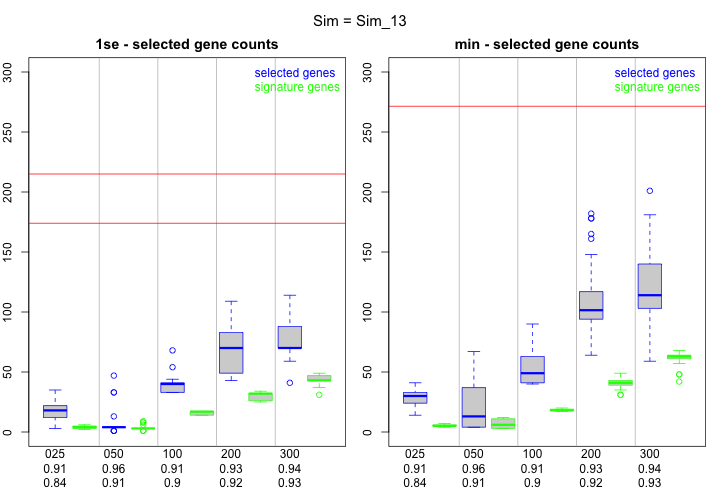 Sim = Sim_13
1se - selected gene counts
selected genes
signature genes
300
250
200
150
100
50
0
025 050 100 200 300
0.91 0.96 0.91 0.93 0.94
0.84 0.91 0.9 0.92 0.93
min - selected gene counts
selected genes
signature genes
300
250
200
150
100
50
0
025 050 100 200 300
0.91 0.96 0.91 0.93 0.94
0.84 0.91 0.9 0.92 0.93